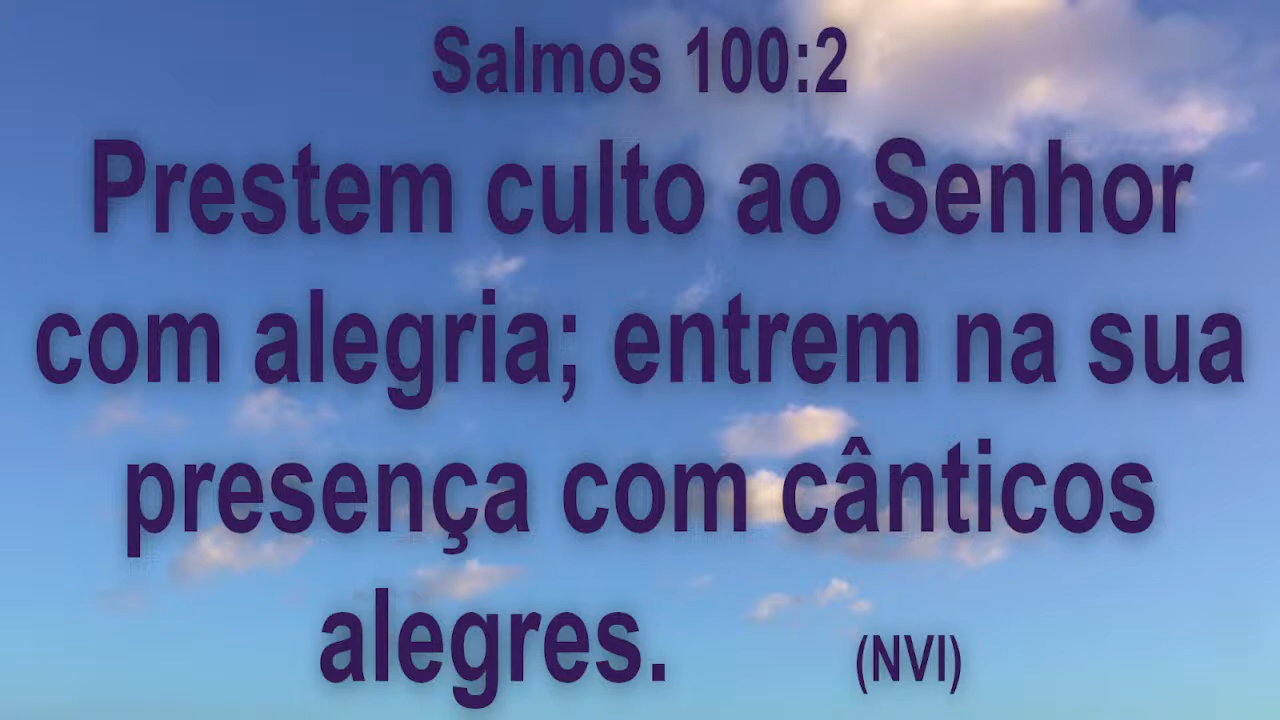 Salmos 100:2
Prestem culto ao Senhor
com alegria; entrem na sua
presença com cânticos
alegres. (NVI)